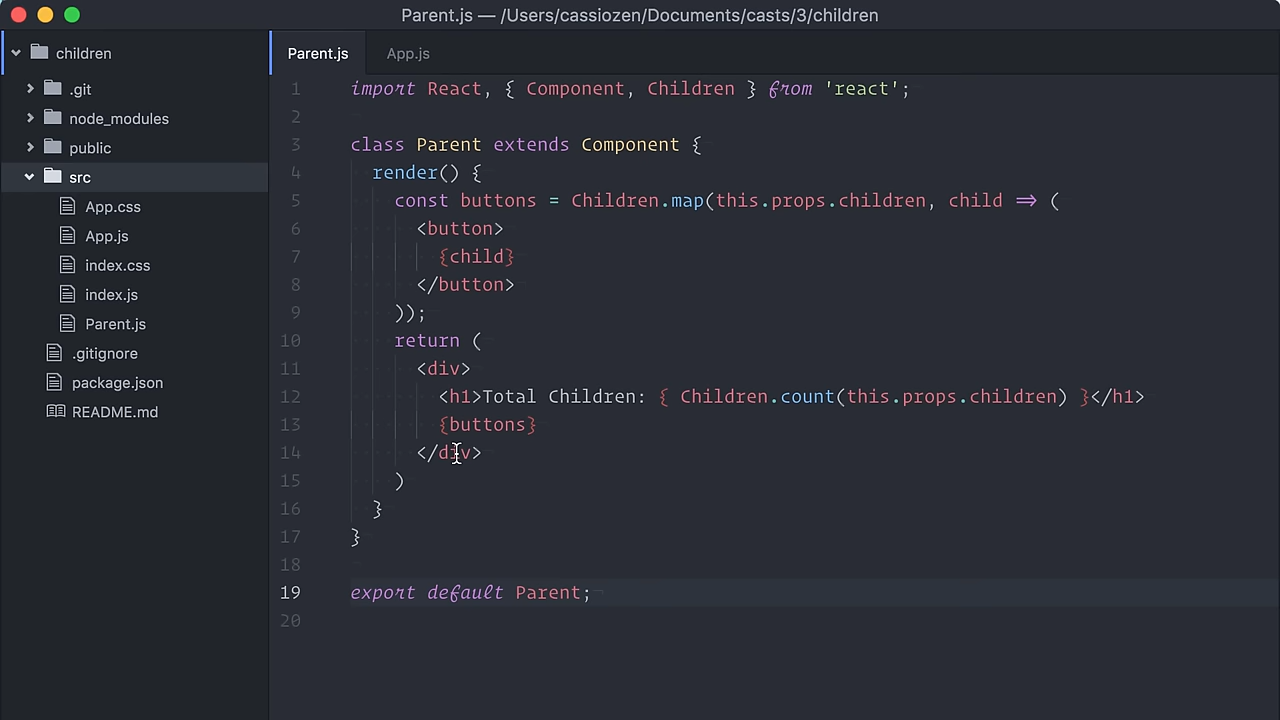 Parent.js — /Users/cassiozen/Documents/casts/3/children
children
.git
node_modules
public
src
App.css
App.js
index.css
index.js
Parent.js
.gitignore
package.json
README.md
Parent.js
App.js
1 import React, { Component, Children } from 'react';
2
3 class Parent extends Component {
4   render() {
5     const buttons = Children.map(this.props.children, child => (
6       <button>
7         {child}
8       </button>
9     ));
10     return (
11       <div>
12         <h1>Total Children: { Children.count(this.props.children) }</h1>
13         {buttons}
14       </div>
15     )
16   }
17 }
18
19 export default Parent;
20